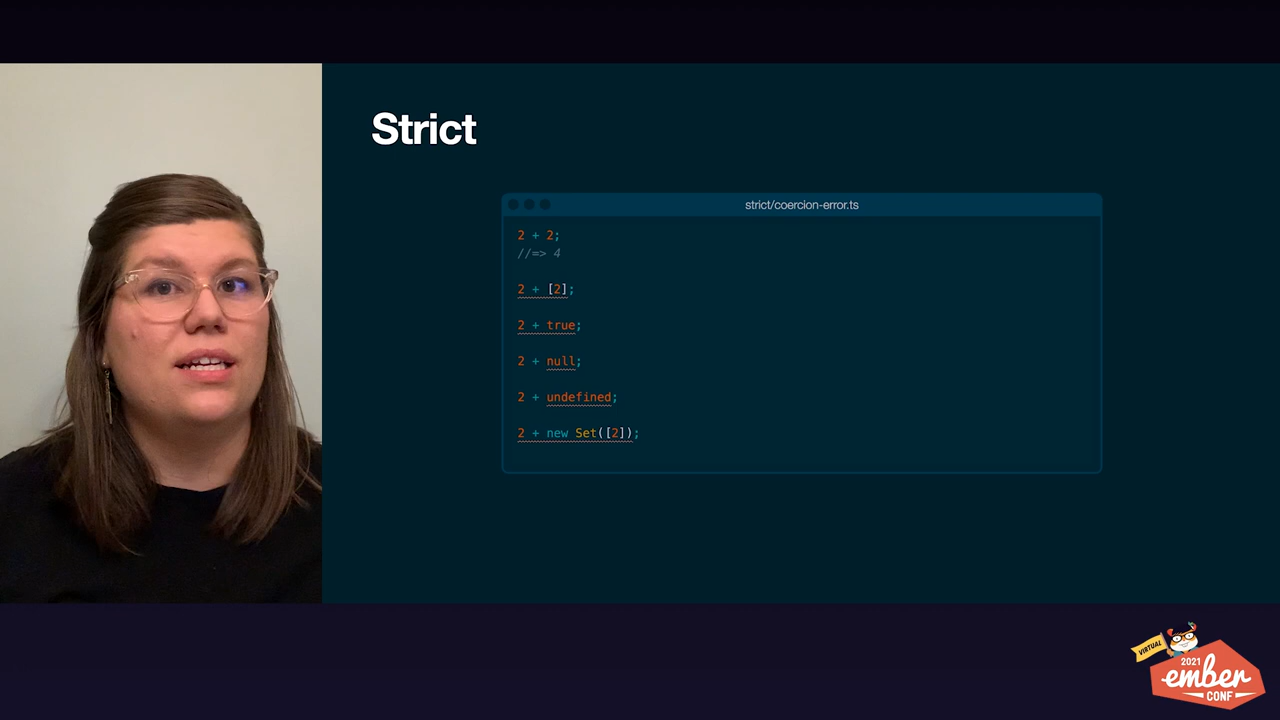 Strict
strict/coercion-error.ts
2 + 2;
//=> 4
2 + [2];
2 + true;
2 + null;
2 + undefined;
2 + new Set([2]);
VIRTUAL
2021
ember
CONF